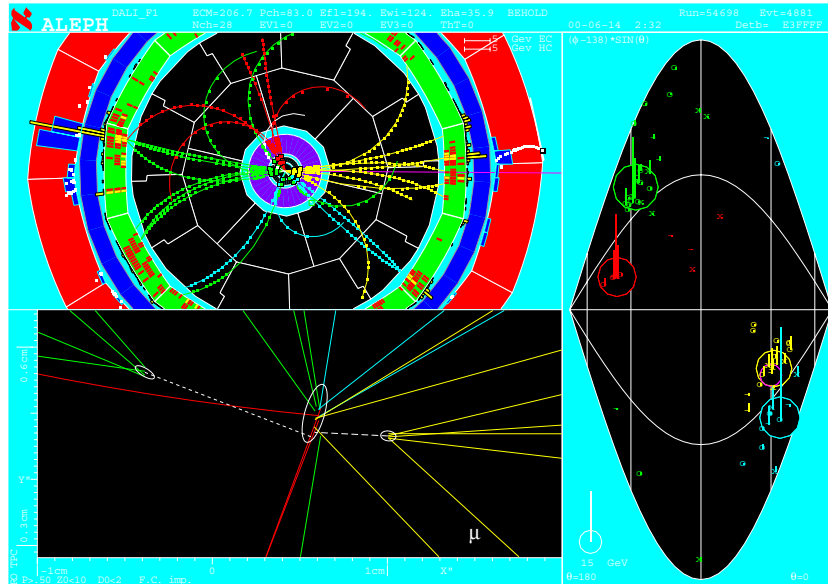 ALEPH
DALI_F1 ECM=206.7 Pch=83.0 Efl=194. Ewi=124. Eha=35.9 BEHOLD
Nch=28 EV1=0 EV2=0 EV3=0 ThT=0
00-06-14 2:32
Run=54698 Evt=4881
Detb= E3FFFF
5 Gev EC
5 Gev HC
(φ-138)*SIN(θ)
0.6cm
Y"
0.3cm
μ
-1cm
1cm
X"
RO TPC
P>.50 Z0<10 D0<2 F.C. imp.
15 GeV
θ=180
θ=0